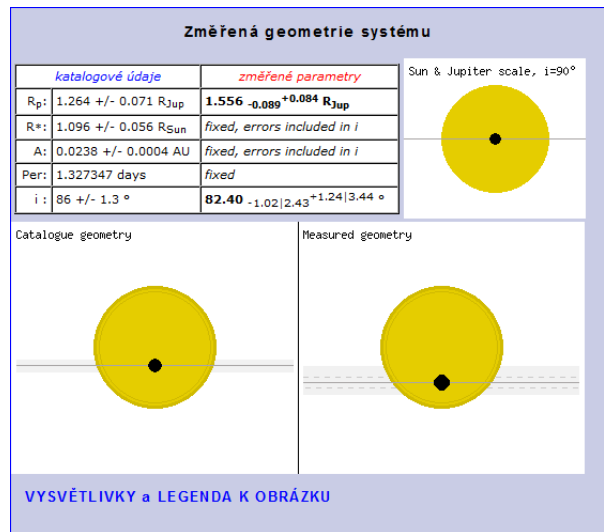 Změřená geometrie systému
katalogové údaje změřené parametry
Rp: 1.264 +/- 0.071 RJup 1.556 -0.089+0.084 RJup
R*: 1.096 +/- 0.056 RSun fixed, errors included in i
A: 0.0238 +/- 0.0004 AU fixed, errors included in i
Per: 1.327347 days fixed
i : 86 +/- 1.3 ° 82.40 -1.02|2.43+1.24|3.44 °
Sun & Jupiter scale, i=90°
Catalogue geometry
Measured geometry
VYSVĚTLIVKY a LEGENDA K OBRÁZKU